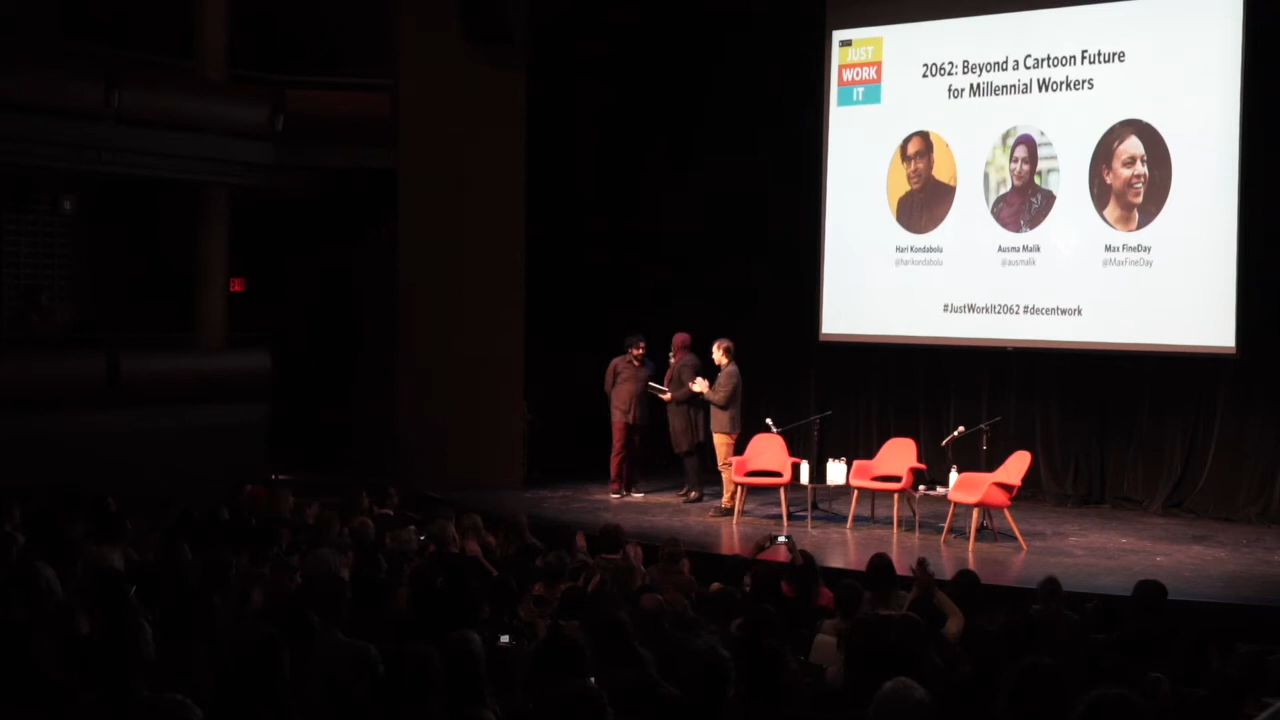 JUST
WORK
IT
2062: Beyond a Cartoon Future
for Millennial Workers
Hari Kondabolu
@harikondabolu
Ausma Malik
@ausmalik
Max FineDay
@MaxFineDay
#JustWorkIt2062 #decentwork